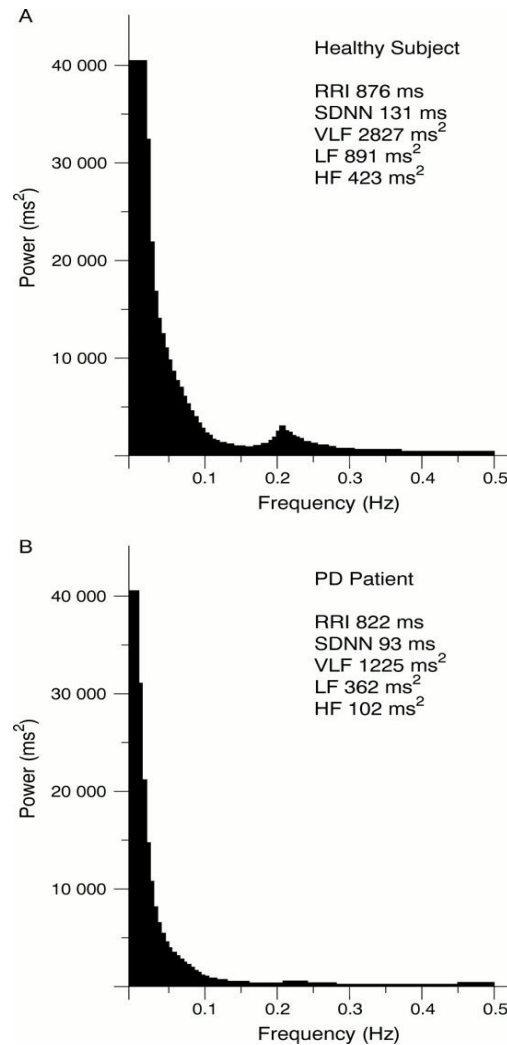 A
Healthy Subject
RRI 876 ms
SDNN 131 ms
VLF 2827 ms²
LF 891 ms²
HF 423 ms²
Power (ms²)
40 000
30 000
20 000
10 000
0.1 0.2 0.3 0.4 0.5
Frequency (Hz)
B
PD Patient
RRI 822 ms
SDNN 93 ms
VLF 1225 ms²
LF 362 ms²
HF 102 ms²
Power (ms²)
40 000
30 000
20 000
10 000
0.1 0.2 0.3 0.4 0.5
Frequency (Hz)